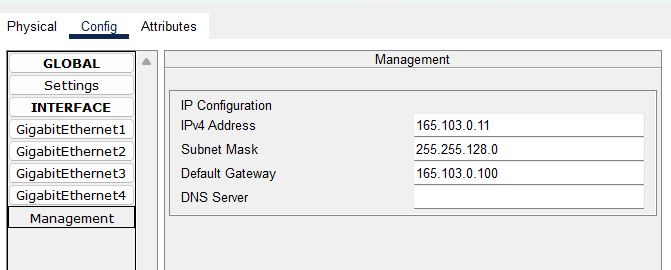 Physical Config Attributes
GLOBAL
Settings
INTERFACE
GigabitEthernet1
GigabitEthernet2
GigabitEthernet3
GigabitEthernet4
Management
Management
IP Configuration
IPv4 Address 165.103.0.11
Subnet Mask 255.255.128.0
Default Gateway 165.103.0.100
DNS Server